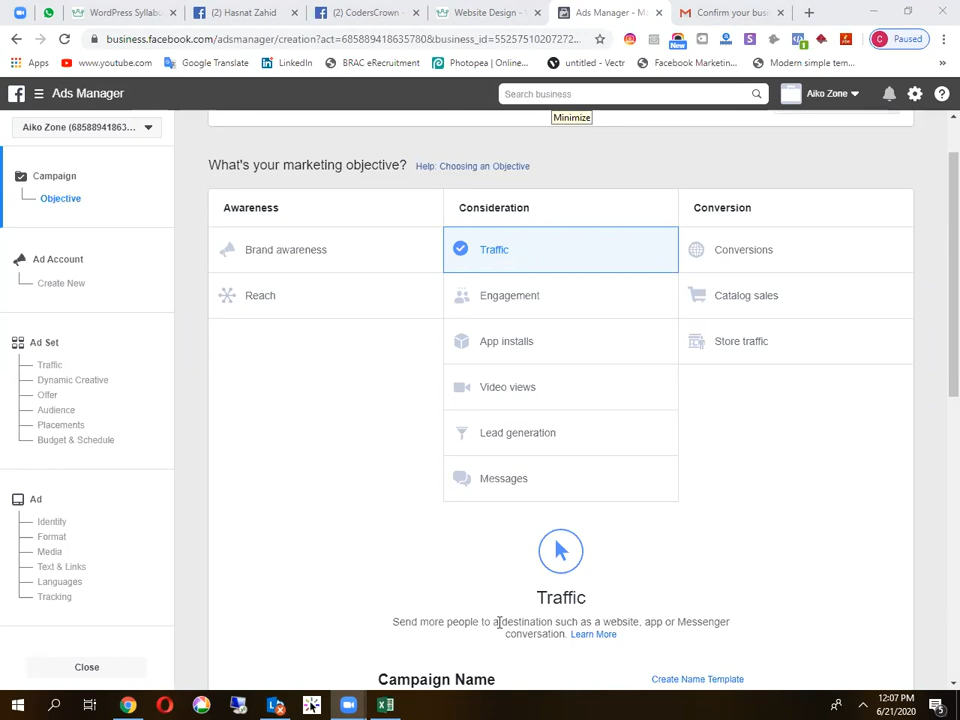 WordPress Syllab
(2) Hasnat Zahid
(2) CodersCrown
Website Design - V
Ads Manager - M
Confirm your busi
business.facebook.com/adsmanager/creation?act=685889418635780&business_id=55257510207272...
New
Paused
Apps
www.youtube.com
Google Translate
LinkedIn
BRAC eRecruitment
Photopea | Online...
untitled - Vectr
Facebook Marketin...
Modern simple tem...
Ads Manager
Search business
Aiko Zone
Minimize
Aiko Zone (68588941863...
Campaign
Objective
Ad Account
Create New
Ad Set
Traffic
Dynamic Creative
Offer
Audience
Placements
Budget & Schedule
Ad
Identity
Format
Media
Text & Links
Languages
Tracking
Close
What's your marketing objective? Help: Choosing an Objective
Awareness
Consideration
Conversion
Brand awareness
Traffic
Conversions
Reach
Engagement
Catalog sales
App installs
Store traffic
Video views
Lead generation
Messages
Traffic
Send more people to a destination such as a website, app or Messenger
conversation. Learn More
Campaign Name
Create Name Template
12:07 PM
6/21/2020
5